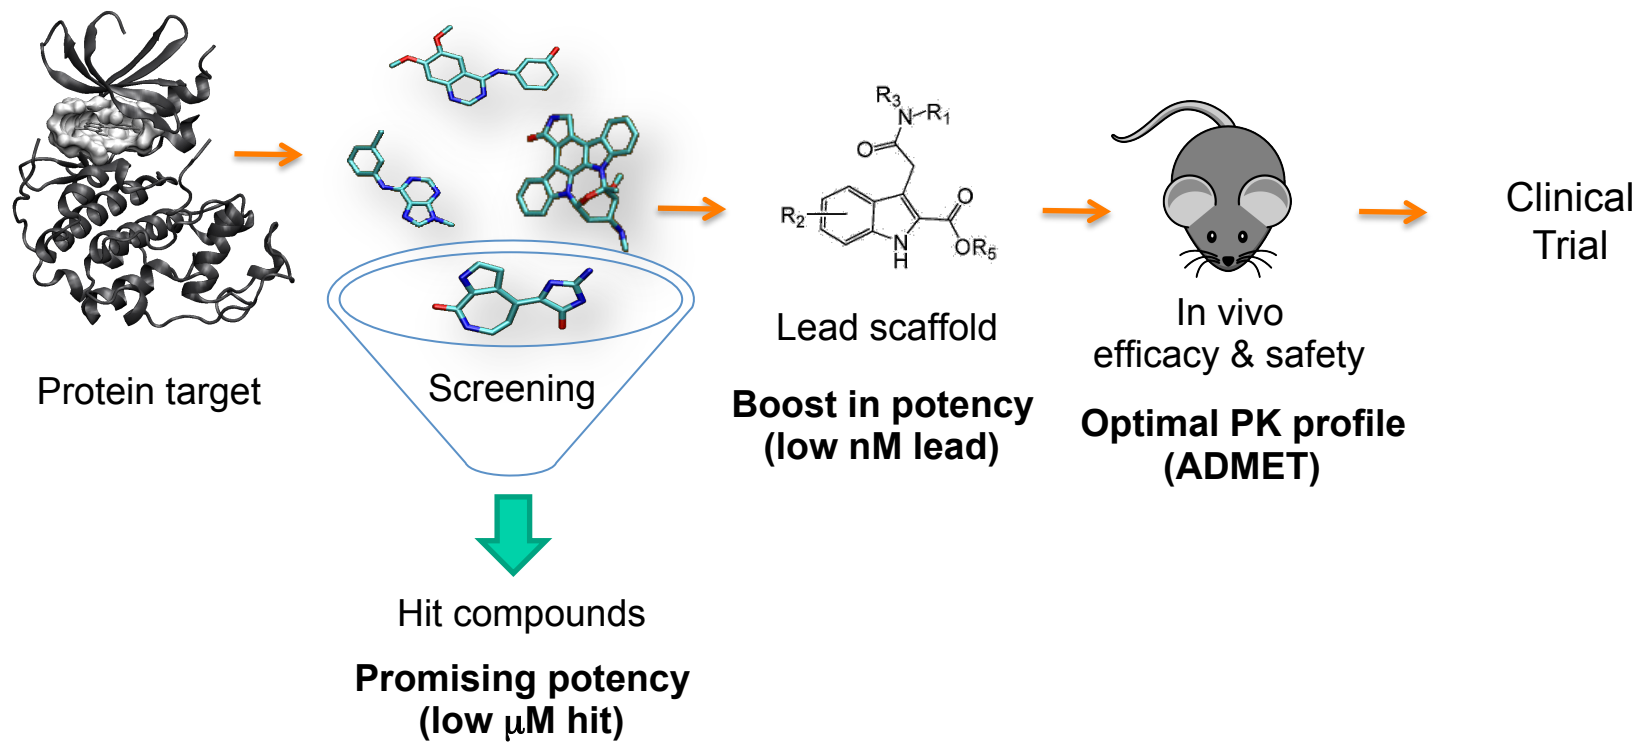 Protein target
Screening
Hit compounds
Promising potency
(low μM hit)
R3
N
R1
O
R2
O
N
H
OR5
Lead scaffold
Boost in potency
(low nM lead)
In vivo
efficacy & safety
Optimal PK profile
(ADMET)
Clinical
Trial